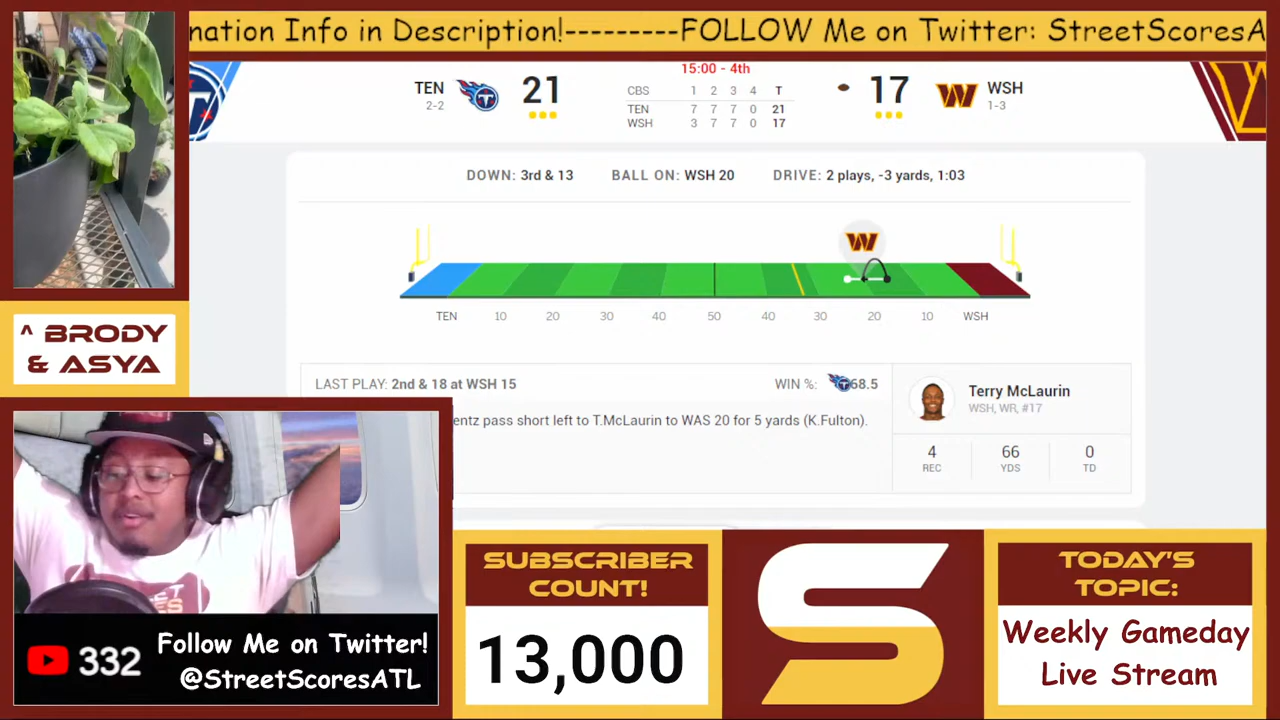 nation Info in Description!---------FOLLOW Me on Twitter: StreetScoresA
TEN
2-2
21
15:00 - 4th
CBS 1 2 3 4 T
TEN 7 7 7 0 21
WSH 3 7 7 0 17
17
WSH
1-3
DOWN: 3rd & 13 BALL ON: WSH 20 DRIVE: 2 plays, -3 yards, 1:03
TEN 10 20 30 40 50 40 30 20 10 WSH
^ BRODY
& ASYA
LAST PLAY: 2nd & 18 at WSH 15
WIN %: 68.5
entz pass short left to T.McLaurin to WAS 20 for 5 yards (K.Fulton).
Terry McLaurin
WSH, WR, #17
4 66 0
REC YDS TD
332
Follow Me on Twitter!
@StreetScoresATL
SUBSCRIBER
COUNT!
13,000
TODAY'S
TOPIC:
Weekly Gameday
Live Stream